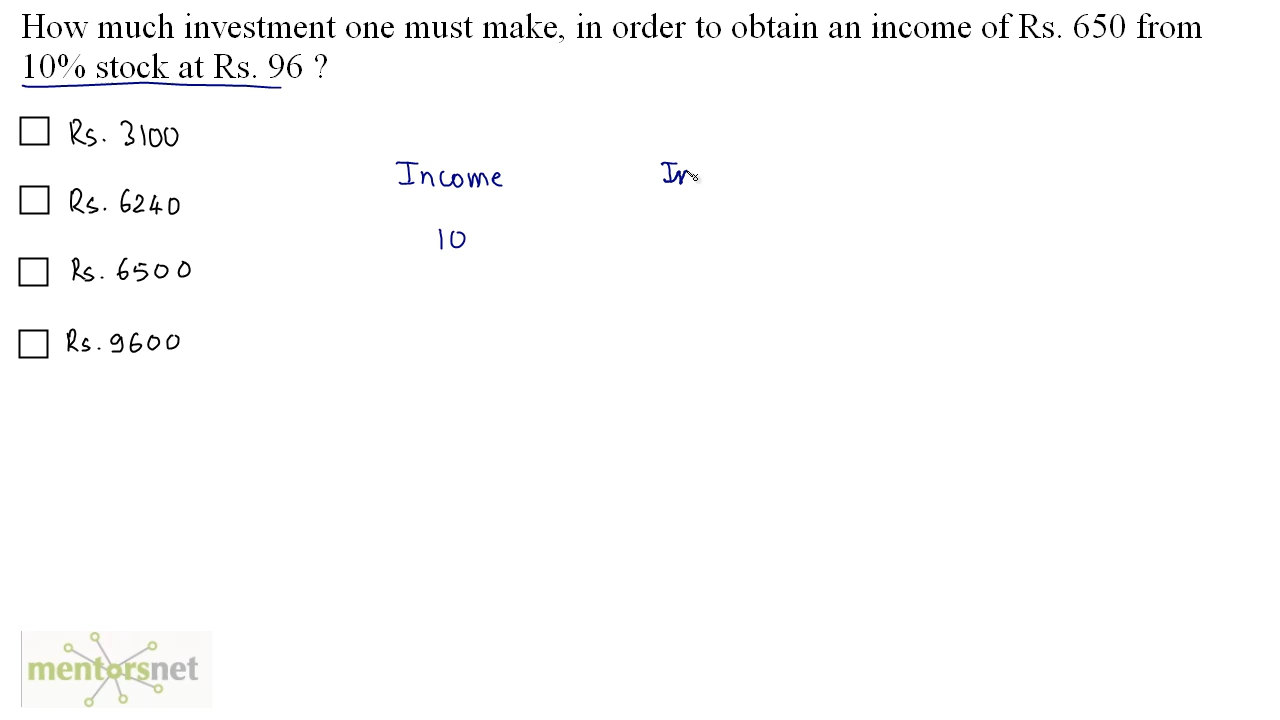 How much investment one must make, in order to obtain an income of Rs. 650 from
10% stock at Rs. 96 ?
Rs. 3100
Rs. 6240
Rs. 6500
Rs. 9600
Income In
10
mentorsnet